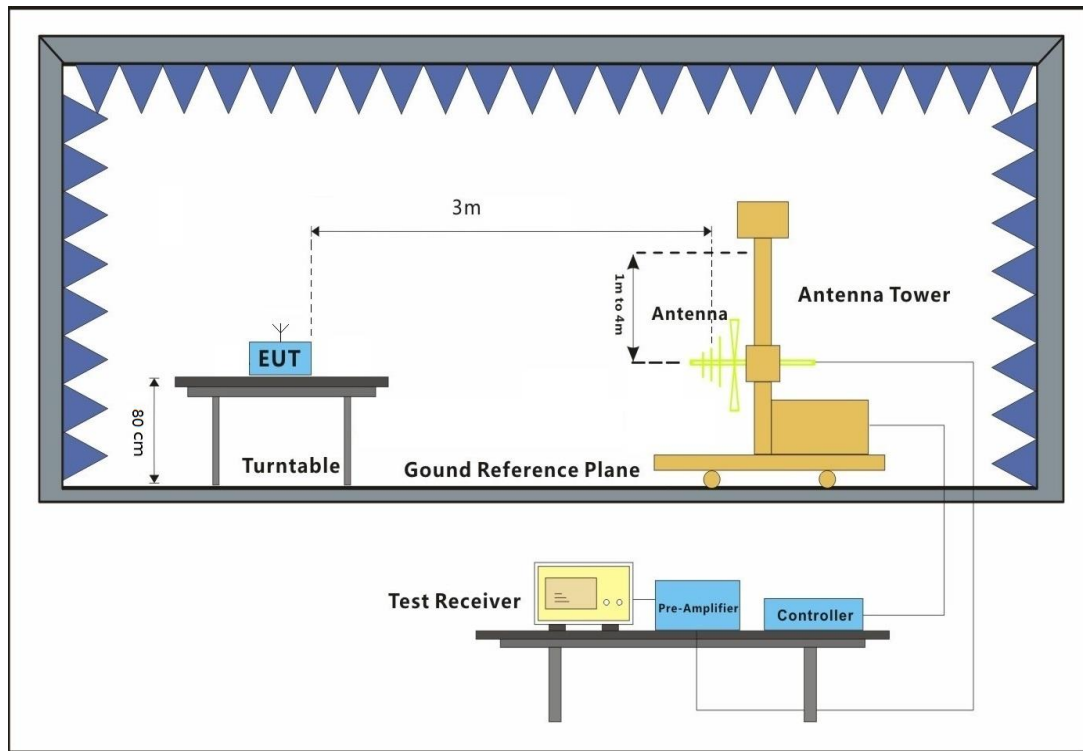 3m
1m to 4m
Antenna
Antenna Tower
EUT
80 cm
Turntable
Gound Reference Plane
Test Receiver
Pre-Amplifier
Controller